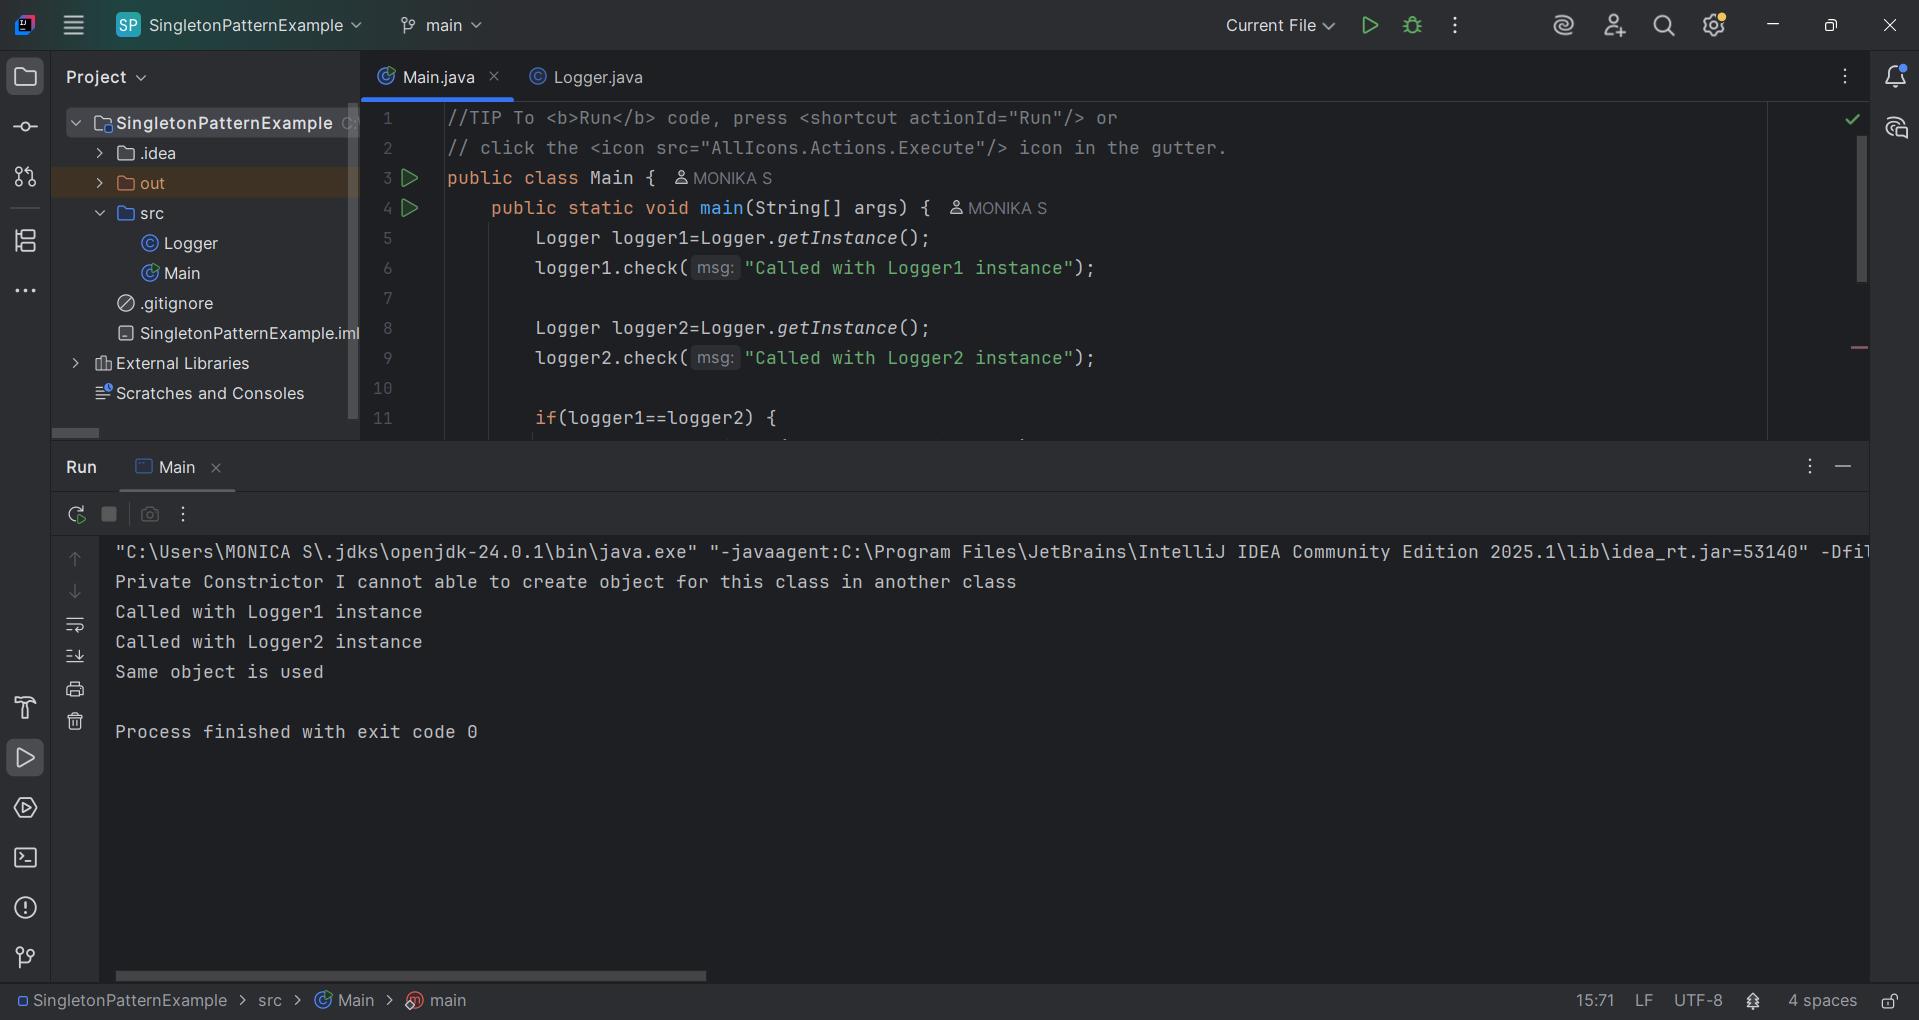 SP SingletonPatternExample main Current File
Project
Main.java Logger.java
SingletonPatternExample
.idea
out
src
Logger
Main
.gitignore
SingletonPatternExample.iml
External Libraries
Scratches and Consoles
1 //TIP To <b>Run</b> code, press <shortcut actionId="Run"/> or
2 // click the <icon src="AllIcons.Actions.Execute"/> icon in the gutter.
3 public class Main { MONIKA S
4 public static void main(String[] args) { MONIKA S
5 Logger logger1=Logger.getInstance();
6 logger1.check( msg: "Called with Logger1 instance");
7
8 Logger logger2=Logger.getInstance();
9 logger2.check( msg: "Called with Logger2 instance");
10
11 if(logger1==logger2) {
Run Main
"C:\Users\MONICA S\.jdks\openjdk-24.0.1\bin\java.exe" "-javaagent:C:\Program Files\JetBrains\IntelliJ IDEA Community Edition 2025.1\lib\idea_rt.jar=53140" -Dfil
Private Constrictor I cannot able to create object for this class in another class
Called with Logger1 instance
Called with Logger2 instance
Same object is used
Process finished with exit code 0
SingletonPatternExample > src > Main > main 15:71 LF UTF-8 4 spaces